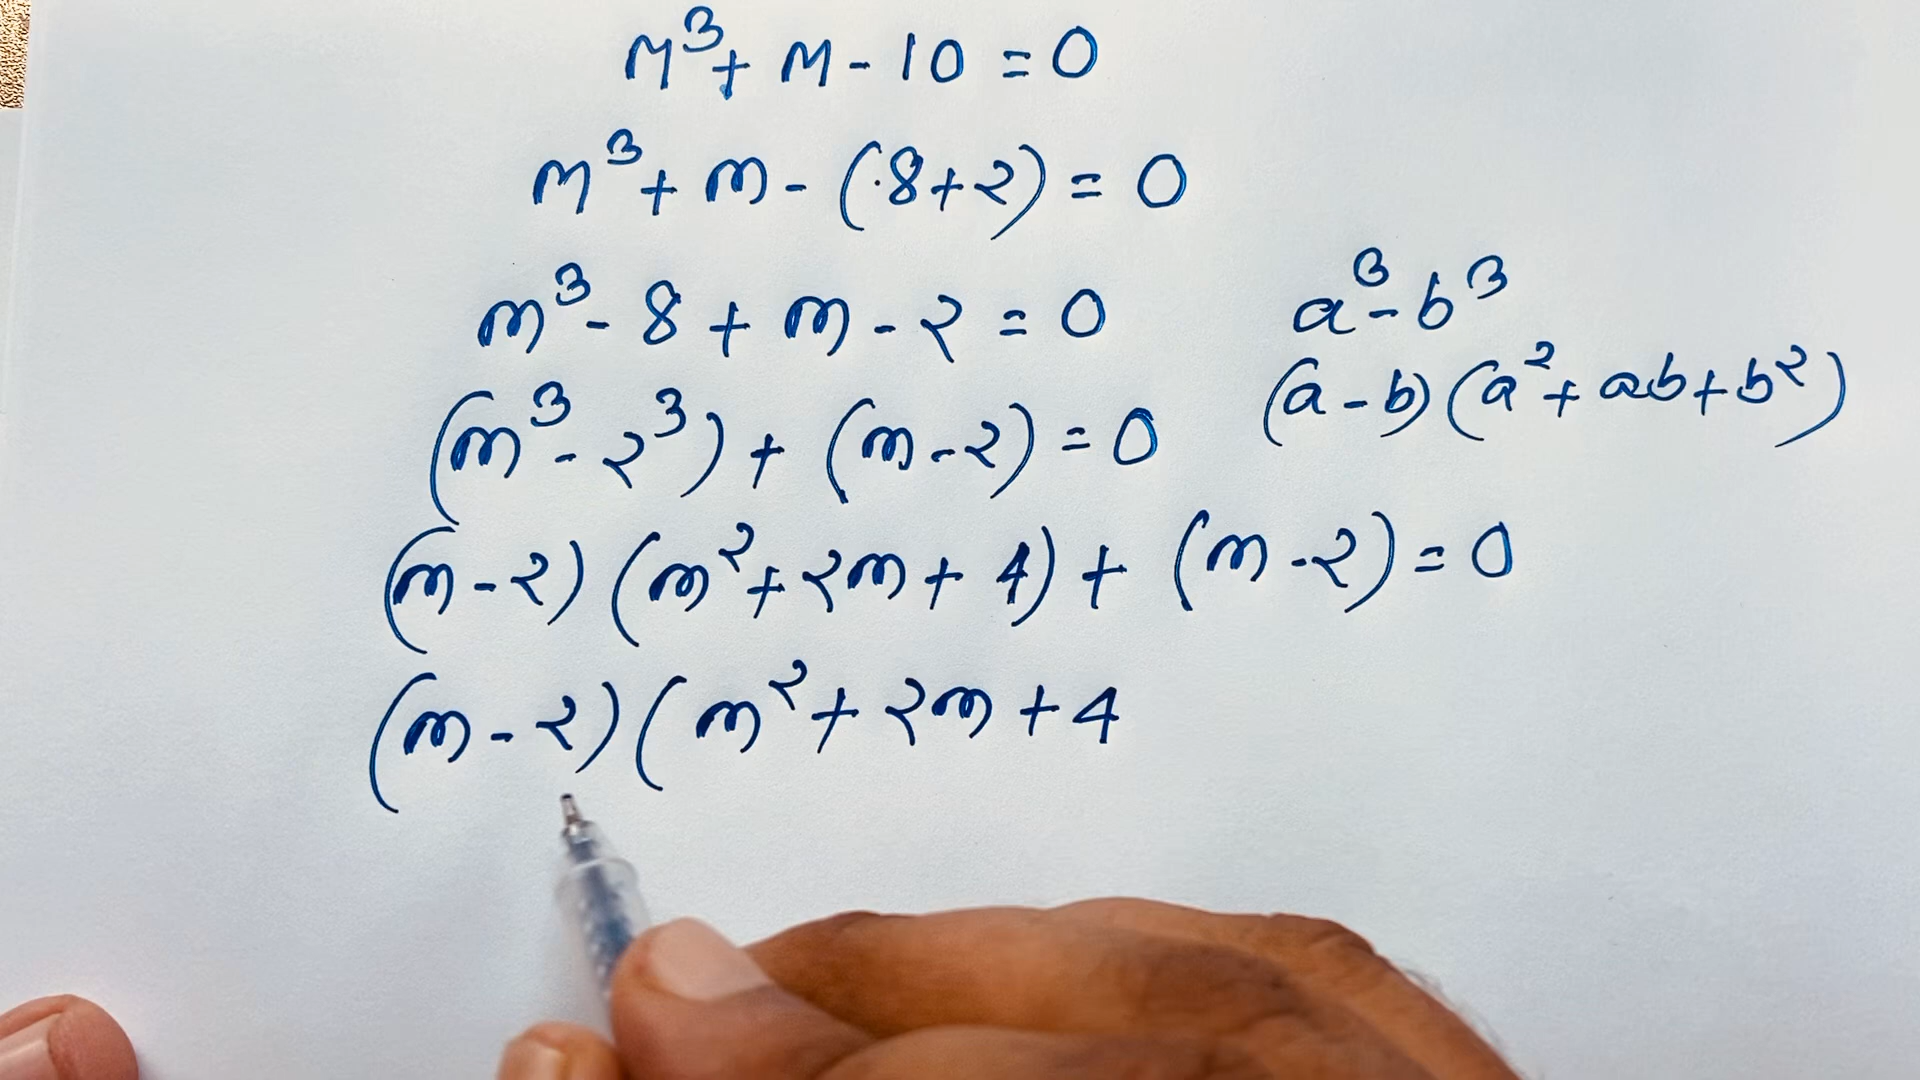 m³ + m - 10 = 0
m³ + m - (8+2) = 0
m³ - 8 + m - 2 = 0
(m³ - 2³) + (m - 2) = 0
(m - 2) (m² + 2m + 4) + (m - 2) = 0
(m - 2) (m² + 2m + 4
a³ - b³
(a - b) (a² + ab + b²)